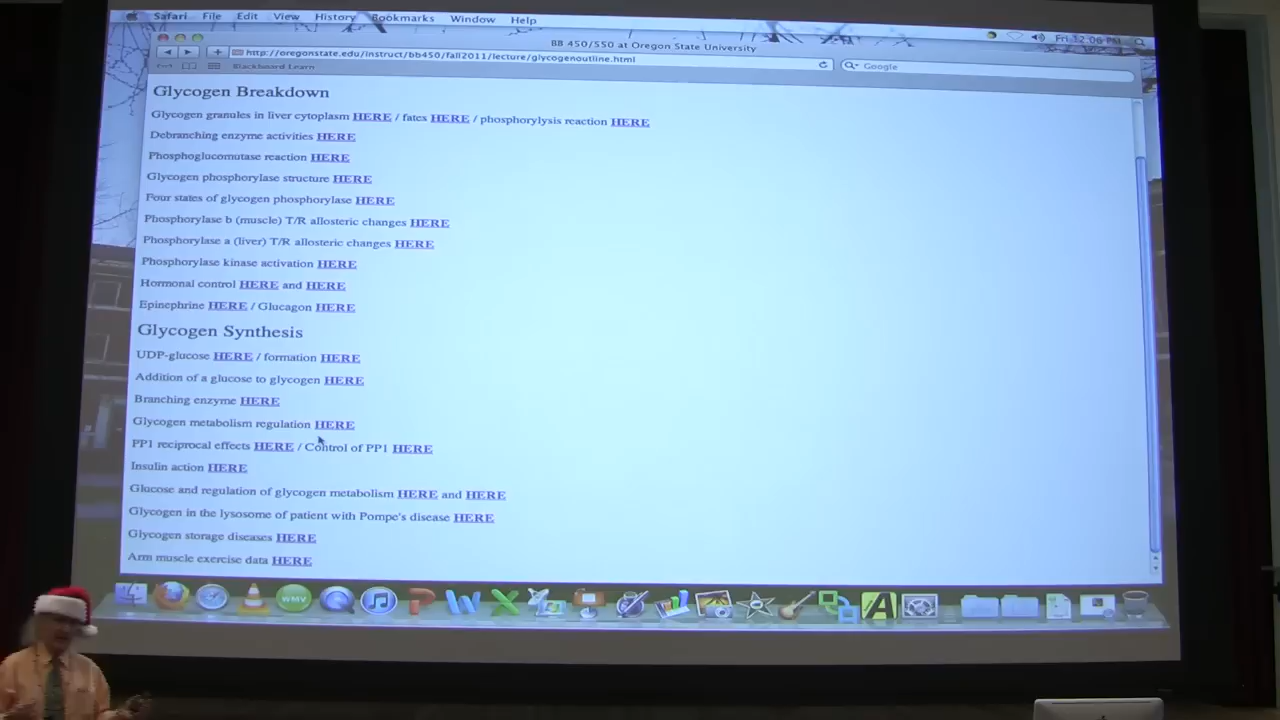 Safari File Edit View History Bookmarks Window Help Fri 12:06 PM
BB 450/550 at Oregon State University
http://oregonstate.edu/instruct/bb450/fall2011/lecture/glycogenoutline.html Google
Blackboard Learn
Glycogen Breakdown
Glycogen granules in liver cytoplasm HERE / fates HERE / phosphorylysis reaction HERE
Debranching enzyme activities HERE
Phosphoglucomutase reaction HERE
Glycogen phosphorylase structure HERE
Four states of glycogen phosphorylase HERE
Phosphorylase b (muscle) T/R allosteric changes HERE
Phosphorylase a (liver) T/R allosteric changes HERE
Phosphorylase kinase activation HERE
Hormonal control HERE and HERE
Epinephrine HERE / Glucagon HERE
Glycogen Synthesis
UDP-glucose HERE / formation HERE
Addition of a glucose to glycogen HERE
Branching enzyme HERE
Glycogen metabolism regulation HERE
PP1 reciprocal effects HERE / Control of PP1 HERE
Insulin action HERE
Glucose and regulation of glycogen metabolism HERE and HERE
Glycogen in the lysosome of patient with Pompe's disease HERE
Glycogen storage diseases HERE
Arm muscle exercise data HERE
WMV